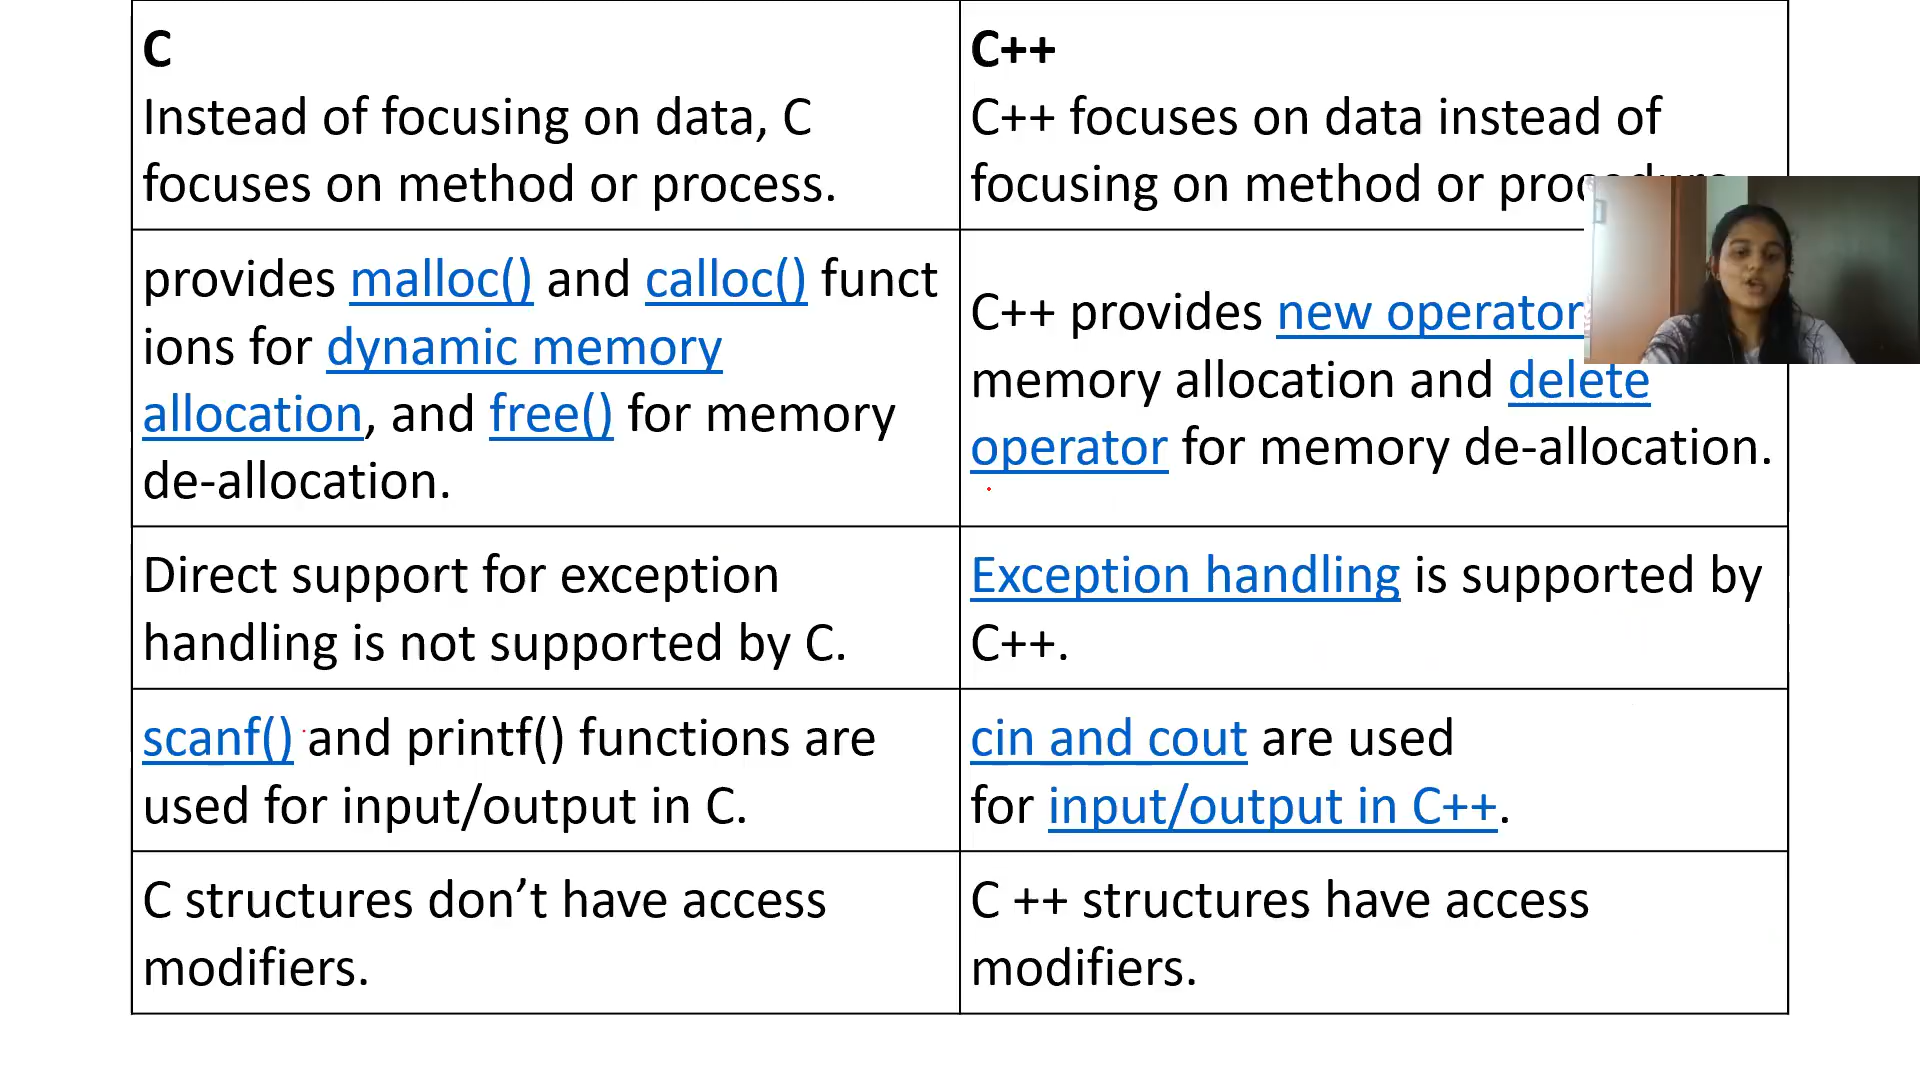 C
Instead of focusing on data, C
focuses on method or process.
C++
C++ focuses on data instead of
focusing on method or procedure
provides malloc() and calloc() funct
ions for dynamic memory
allocation, and free() for memory
de-allocation.
C++ provides new operator
memory allocation and delete
operator for memory de-allocation.
Direct support for exception
handling is not supported by C.
Exception handling is supported by
C++.
scanf() and printf() functions are
used for input/output in C.
cin and cout are used
for input/output in C++.
C structures don’t have access
modifiers.
C ++ structures have access
modifiers.